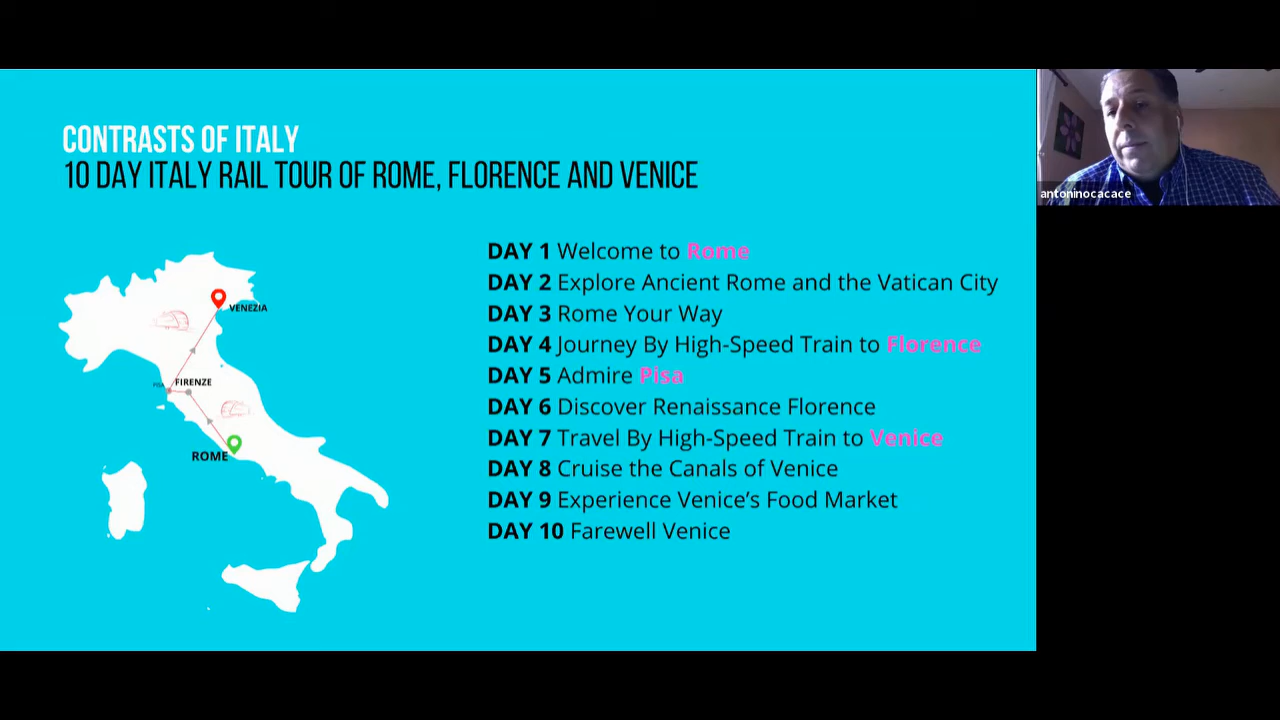 CONTRASTS OF ITALY
10 DAY ITALY RAIL TOUR OF ROME, FLORENCE AND VENICE
antoninocacace
DAY 1 Welcome to Rome
DAY 2 Explore Ancient Rome and the Vatican City
DAY 3 Rome Your Way
DAY 4 Journey By High-Speed Train to Florence
DAY 5 Admire Pisa
DAY 6 Discover Renaissance Florence
DAY 7 Travel By High-Speed Train to Venice
DAY 8 Cruise the Canals of Venice
DAY 9 Experience Venice's Food Market
DAY 10 Farewell Venice
VENEZIA
PISA
FIRENZE
ROME